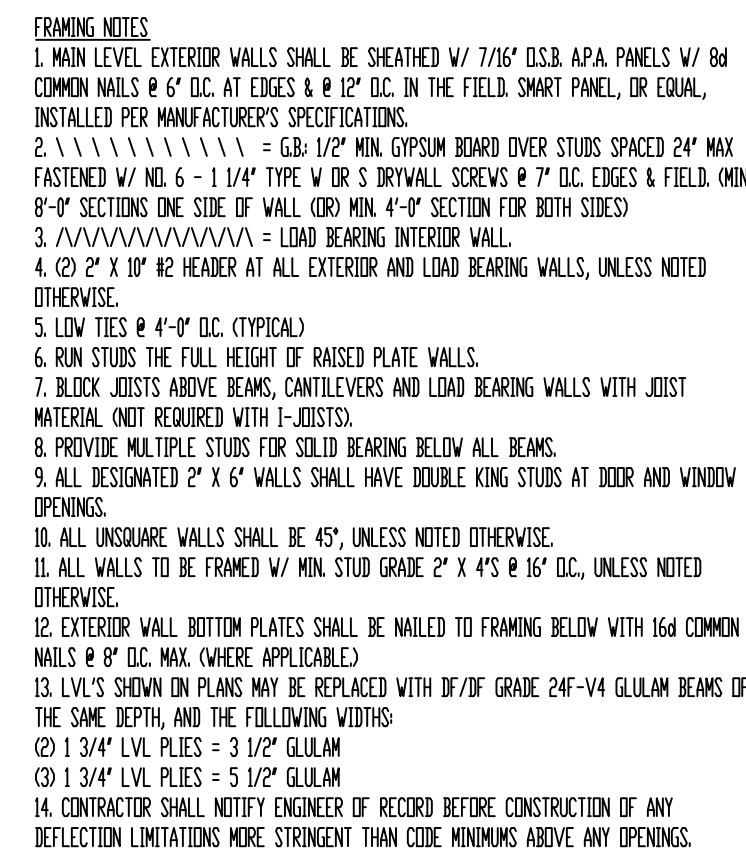 FRAMING NOTES
1. MAIN LEVEL EXTERIOR WALLS SHALL BE SHEATHED W/ 7/16" O.S.B. A.P.A. PANELS W/ 8d
COMMON NAILS @ 6" O.C. AT EDGES & @ 12" O.C. IN THE FIELD. SMART PANEL, OR EQUAL,
INSTALLED PER MANUFACTURER'S SPECIFICATIONS.
2. \ \ \ \ \ \ \ \ \ \ \ = G.B.: 1/2" MIN. GYPSUM BOARD OVER STUDS SPACED 24" MAX
FASTENED W/ NO. 6 - 1 1/4" TYPE W OR S DRYWALL SCREWS @ 7" O.C. EDGES & FIELD. (MIN
8'-0" SECTIONS ONE SIDE OF WALL (OR) MIN. 4'-0" SECTION FOR BOTH SIDES)
3. /\/\/\/\/\/\/\/\/\/\/\ = LOAD BEARING INTERIOR WALL.
4. (2) 2" X 10" #2 HEADER AT ALL EXTERIOR AND LOAD BEARING WALLS, UNLESS NOTED
OTHERWISE.
5. LOW TIES @ 4'-0" O.C. (TYPICAL)
6. RUN STUDS THE FULL HEIGHT OF RAISED PLATE WALLS.
7. BLOCK JOISTS ABOVE BEAMS, CANTILEVERS AND LOAD BEARING WALLS WITH JOIST
MATERIAL (NOT REQUIRED WITH I-JOISTS).
8. PROVIDE MULTIPLE STUDS FOR SOLID BEARING BELOW ALL BEAMS.
9. ALL DESIGNATED 2" X 6" WALLS SHALL HAVE DOUBLE KING STUDS AT DOOR AND WINDOW
OPENINGS.
10. ALL UNSQUARE WALLS SHALL BE 45°, UNLESS NOTED OTHERWISE.
11. ALL WALLS TO BE FRAMED W/ MIN. STUD GRADE 2" X 4"S @ 16" O.C., UNLESS NOTED
OTHERWISE.
12. EXTERIOR WALL BOTTOM PLATES SHALL BE NAILED TO FRAMING BELOW WITH 16d COMMON
NAILS @ 8" O.C. MAX. (WHERE APPLICABLE.)
13. LVL'S SHOWN ON PLANS MAY BE REPLACED WITH DF/DF GRADE 24F-V4 GLULAM BEAMS OF
THE SAME DEPTH, AND THE FOLLOWING WIDTHS:
(2) 1 3/4" LVL PLIES = 3 1/2" GLULAM
(3) 1 3/4" LVL PLIES = 5 1/2" GLULAM
14. CONTRACTOR SHALL NOTIFY ENGINEER OF RECORD BEFORE CONSTRUCTION OF ANY
DEFLECTION LIMITATIONS MORE STRINGENT THAN CODE MINIMUMS ABOVE ANY OPENINGS.